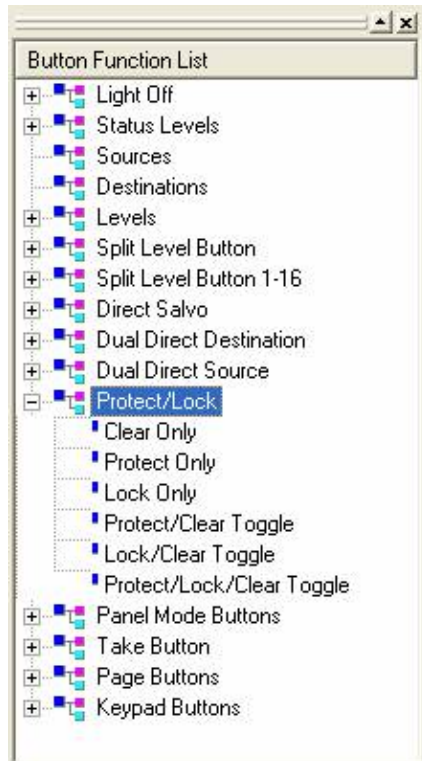 Button Function List
Light Off
Status Levels
Sources
Destinations
Levels
Split Level Button
Split Level Button 1-16
Direct Salvo
Dual Direct Destination
Dual Direct Source
Protect/Lock
Clear Only
Protect Only
Lock Only
Protect/Clear Toggle
Lock/Clear Toggle
Protect/Lock/Clear Toggle
Panel Mode Buttons
Take Button
Page Buttons
Keypad Buttons